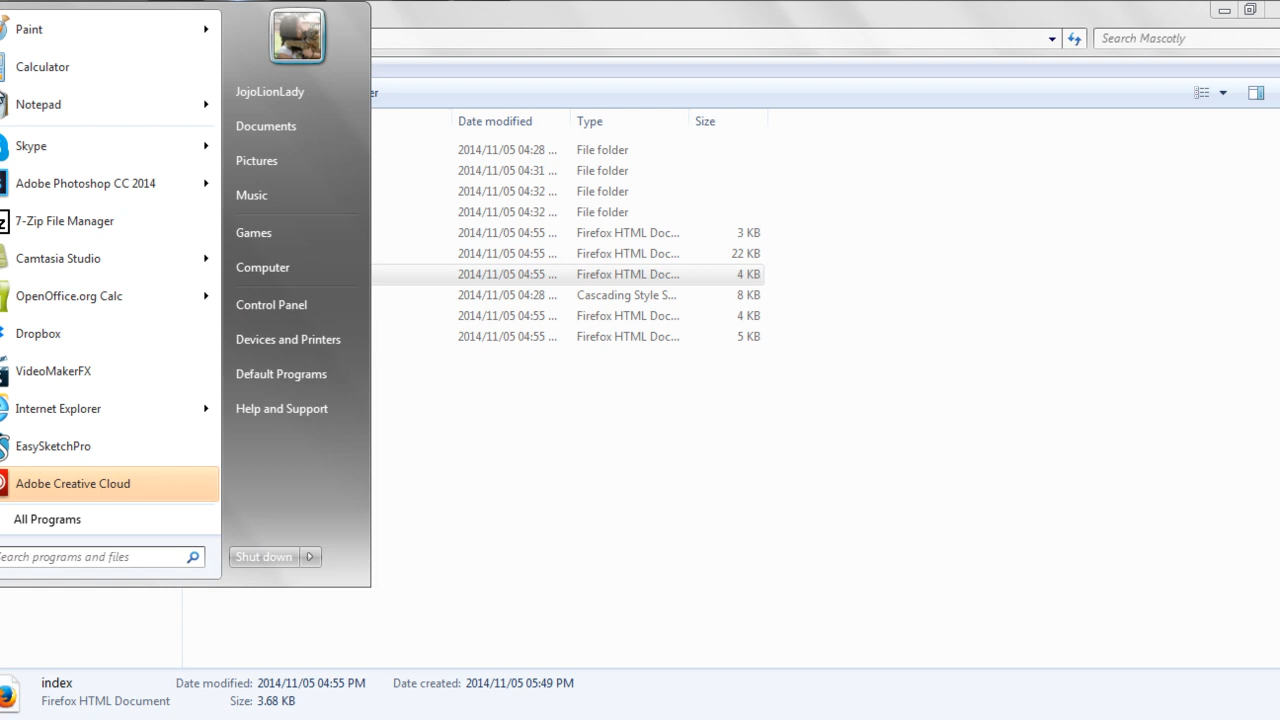 Paint
Calculator
Notepad
Skype
Adobe Photoshop CC 2014
7-Zip File Manager
Camtasia Studio
OpenOffice.org Calc
Dropbox
VideoMakerFX
Internet Explorer
EasySketchPro
Adobe Creative Cloud
All Programs
Search programs and files
JojoLionLady
Documents
Pictures
Music
Games
Computer
Control Panel
Devices and Printers
Default Programs
Help and Support
Shut down
Search Mascotly
er
Date modified Type Size
2014/11/05 04:28 ... File folder
2014/11/05 04:31 ... File folder
2014/11/05 04:32 ... File folder
2014/11/05 04:32 ... File folder
2014/11/05 04:55 ... Firefox HTML Doc... 3 KB
2014/11/05 04:55 ... Firefox HTML Doc... 22 KB
2014/11/05 04:55 ... Firefox HTML Doc... 4 KB
2014/11/05 04:28 ... Cascading Style S... 8 KB
2014/11/05 04:55 ... Firefox HTML Doc... 4 KB
2014/11/05 04:55 ... Firefox HTML Doc... 5 KB
index Date modified: 2014/11/05 04:55 PM Date created: 2014/11/05 05:49 PM
Firefox HTML Document Size: 3.68 KB